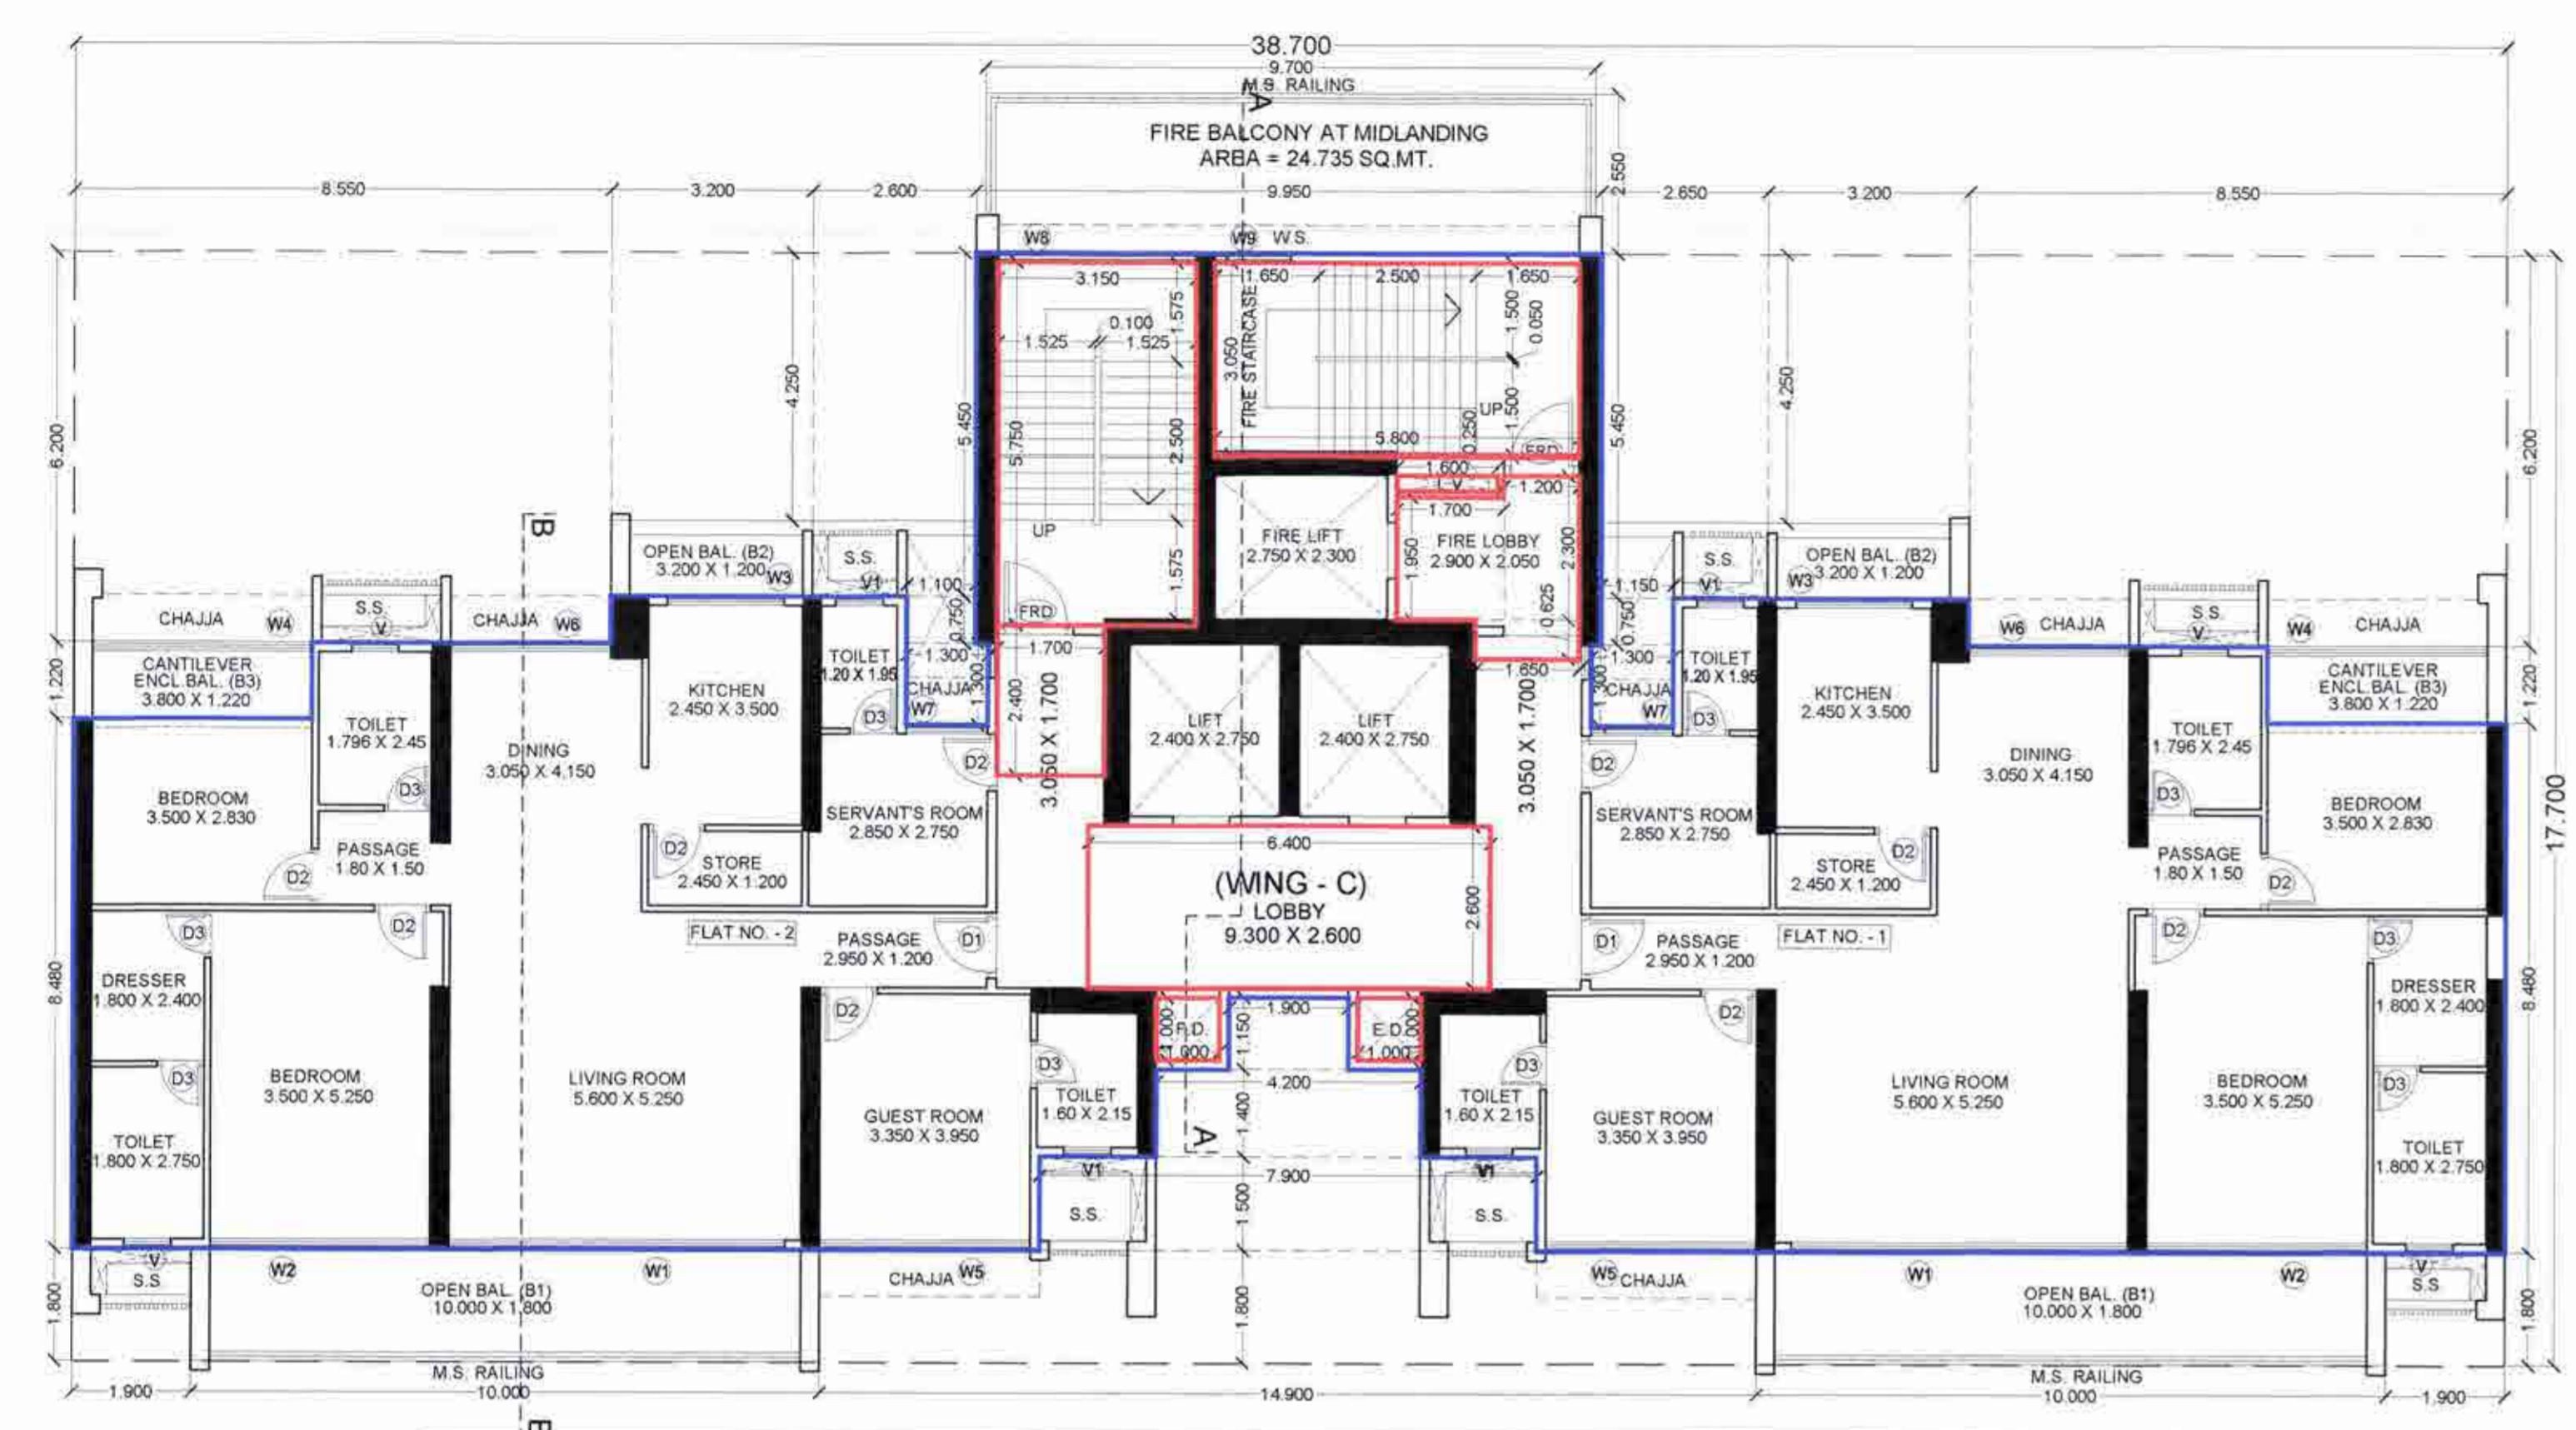 38.700
9.700
M.S. RAILING
A
FIRE BALCONY AT MIDLANDING
AREA = 24.735 SQ.MT.
2.550
8.550
3.200
2.600
9.950
2.650
3.200
8.550
W8
W9
W.S.
3.150
1.575
0.100
1.525
1.525
5.750
2.500
UP
1.575
FRD
1.650
2.500
1.650
FIRE STAIRCASE
3.050
1.500
0.050
UP
1.500
0.250
5.800
FRD
6.200
4.250
5.450
5.450
4.250
6.200
17.700
1.600
1.200
1.700
FIRE LIFT
2.750 X 2.300
FIRE LOBBY
2.900 X 2.050
1.950
2.300
0.625
B
OPEN BAL. (B2)
3.200 X 1.200
W3
S.S.
V1
1.100
0.750
1.300
1.300
CHAJJA
W7
CHAJJA
W4
S.S.
V
CHAJJA
W6
1.220
CANTILEVER
ENCL.BAL. (B3)
3.800 X 1.220
TOILET
1.796 X 2.45
D3
DINING
3.050 X 4.150
KITCHEN
2.450 X 3.500
TOILET
1.20 X 1.95
D3
D2
1.700
2.400
3.050 X 1.700
LIFT
2.400 X 2.750
LIFT
2.400 X 2.750
1.650
3.050 X 1.700
1.150
0.750
1.300
1.300
CHAJJA
W7
S.S.
V1
OPEN BAL. (B2)
3.200 X 1.200
W3
TOILET
1.20 X 1.95
D3
D2
KITCHEN
2.450 X 3.500
W6
CHAJJA
S.S.
V
W4
CHAJJA
DINING
3.050 X 4.150
TOILET
1.796 X 2.45
D3
CANTILEVER
ENCL.BAL. (B3)
3.800 X 1.220
1.220
BEDROOM
3.500 X 2.830
D2
PASSAGE
1.80 X 1.50
D2
STORE
2.450 X 1.200
SERVANT'S ROOM
2.850 X 2.750
6.400
(WING - C)
LOBBY
9.300 X 2.600
2.600
SERVANT'S ROOM
2.850 X 2.750
STORE
2.450 X 1.200
D2
PASSAGE
1.80 X 1.50
BEDROOM
3.500 X 2.830
D2
D3
D2
FLAT NO. - 2
PASSAGE
2.950 X 1.200
D1
D1
PASSAGE
2.950 X 1.200
FLAT NO. - 1
D2
D3
8.480
DRESSER
1.800 X 2.400
D3
D2
D3
1.000
1.000
1.150
1.900
E.D.
1.000
1.000
D3
D2
DRESSER
1.800 X 2.400
D3
8.480
BEDROOM
3.500 X 5.250
LIVING ROOM
5.600 X 5.250
GUEST ROOM
3.350 X 3.950
TOILET
1.60 X 2.15
4.200
1.400
A
TOILET
1.60 X 2.15
GUEST ROOM
3.350 X 3.950
LIVING ROOM
5.600 X 5.250
BEDROOM
3.500 X 5.250
TOILET
1.800 X 2.750
TOILET
1.800 X 2.750
V1
S.S.
7.900
1.500
V1
S.S.
V
S.S
W2
W1
OPEN BAL. (B1)
10.000 X 1.800
CHAJJA
W5
1.800
1.800
W5
CHAJJA
W1
W2
OPEN BAL. (B1)
10.000 X 1.800
V
S.S
1.800
M.S. RAILING
M.S. RAILING
1.900
10.000
14.900
10.000
1.900